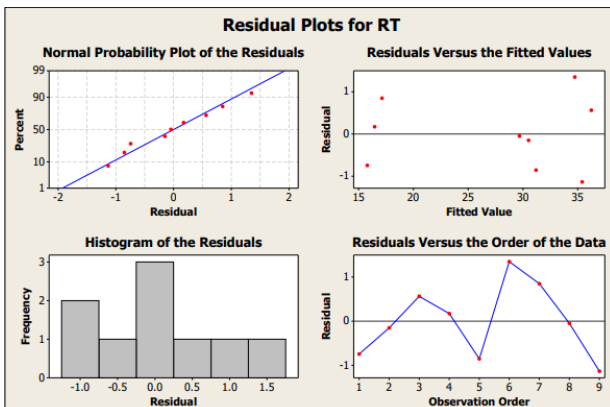 Residual Plots for RT
Normal Probability Plot of the Residuals
99
90
50
10
1
Percent
-2 -1 0 1 2
Residual
Residuals Versus the Fitted Values
1
0
-1
Residual
15 20 25 30 35
Fitted Value
Histogram of the Residuals
3
2
1
0
Frequency
-1.0 -0.5 0.0 0.5 1.0 1.5
Residual
Residuals Versus the Order of the Data
1
0
-1
Residual
1 2 3 4 5 6 7 8 9
Observation Order